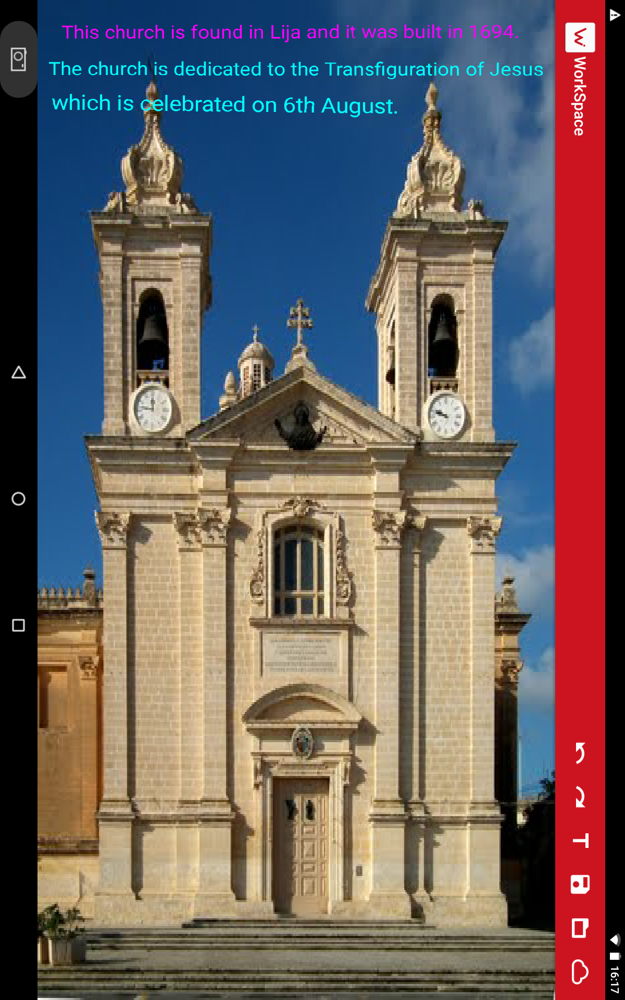 This church is found in Lija and it was built in 1694.
The church is dedicated to the Transfiguration of Jesus
which is celebrated on 6th August.
W.
WorkSpace
T
16:17